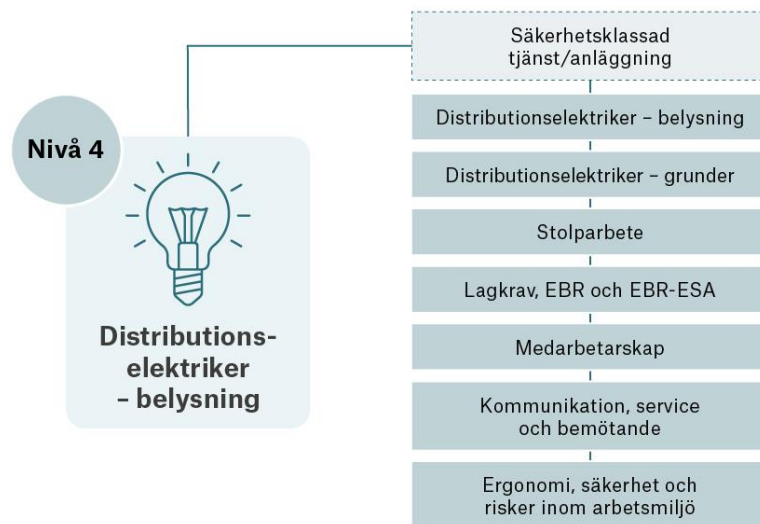 Nivå 4
Distributions-
elektriker
– belysning
Säkerhetsklassad
tjänst/anläggning
Distributionselektriker – belysning
Distributionselektriker – grunder
Stolparbete
Lagkrav, EBR och EBR-ESA
Medarbetarskap
Kommunikation, service
och bemötande
Ergonomi, säkerhet och
risker inom arbetsmiljö